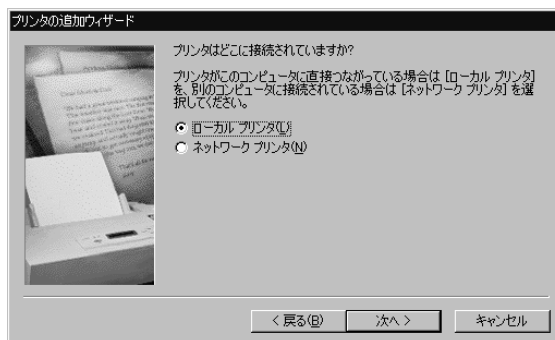 プリンタの追加ウィザード
プリンタはどこに接続されていますか?
プリンタがこのコンピュータに直接つながっている場合は [ローカル プリンタ]
を、別のコンピュータに接続されている場合は [ネットワーク プリンタ] を選
択してください。
ローカル プリンタ(L)
ネットワーク プリンタ(N)
< 戻る(B)
次へ >
キャンセル